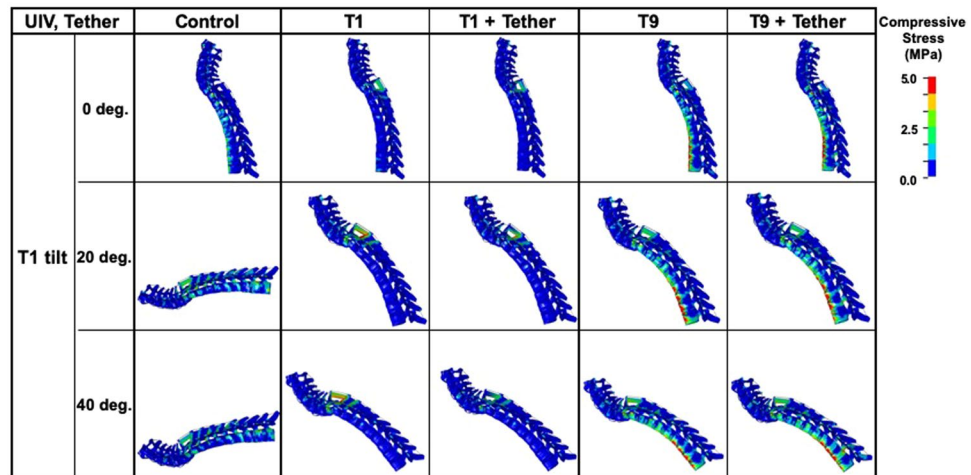 UIV, Tether Control T1 T1 + Tether T9 T9 + Tether
Compressive
Stress
(MPa)
5.0
2.5
0.0
0 deg.
T1 tilt 20 deg.
40 deg.